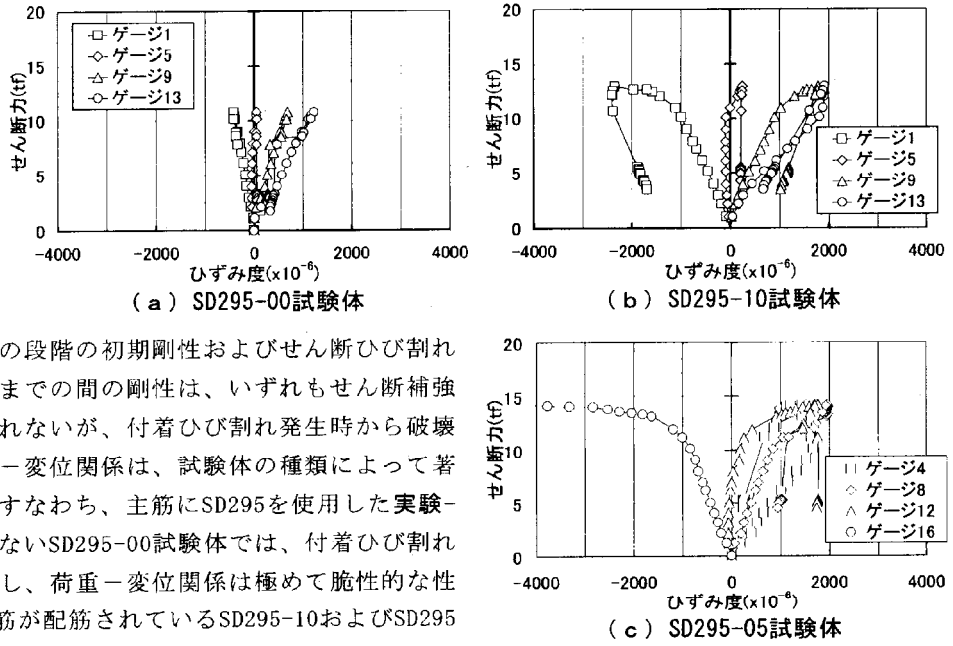 20
15
10
5
0
せん断力(tf)
ゲージ1
ゲージ5
ゲージ9
ゲージ13
-4000
-2000
0
2000
4000
ひずみ度(x10⁻⁶)
(a) SD295-00試験体
20
15
10
5
0
せん断力(tf)
ゲージ1
ゲージ5
ゲージ9
ゲージ13
-4000
-2000
0
2000
4000
ひずみ度(x10⁻⁶)
(b) SD295-10試験体
の段階の初期剛性およびせん断ひび割れ
までの間の剛性は、いずれもせん断補強
れないが、付着ひび割れ発生時から破壊
－変位関係は、試験体の種類によって著
すなわち、主筋にSD295を使用した実験-
ないSD295-00試験体では、付着ひび割れ
し、荷重－変位関係は極めて脆性的な性
筋が配筋されているSD295-10およびSD295
20
15
10
5
0
せん断力(tf)
ゲージ4
ゲージ8
ゲージ12
ゲージ16
-4000
-2000
0
2000
4000
ひずみ度(x10⁻⁶)
(c) SD295-05試験体